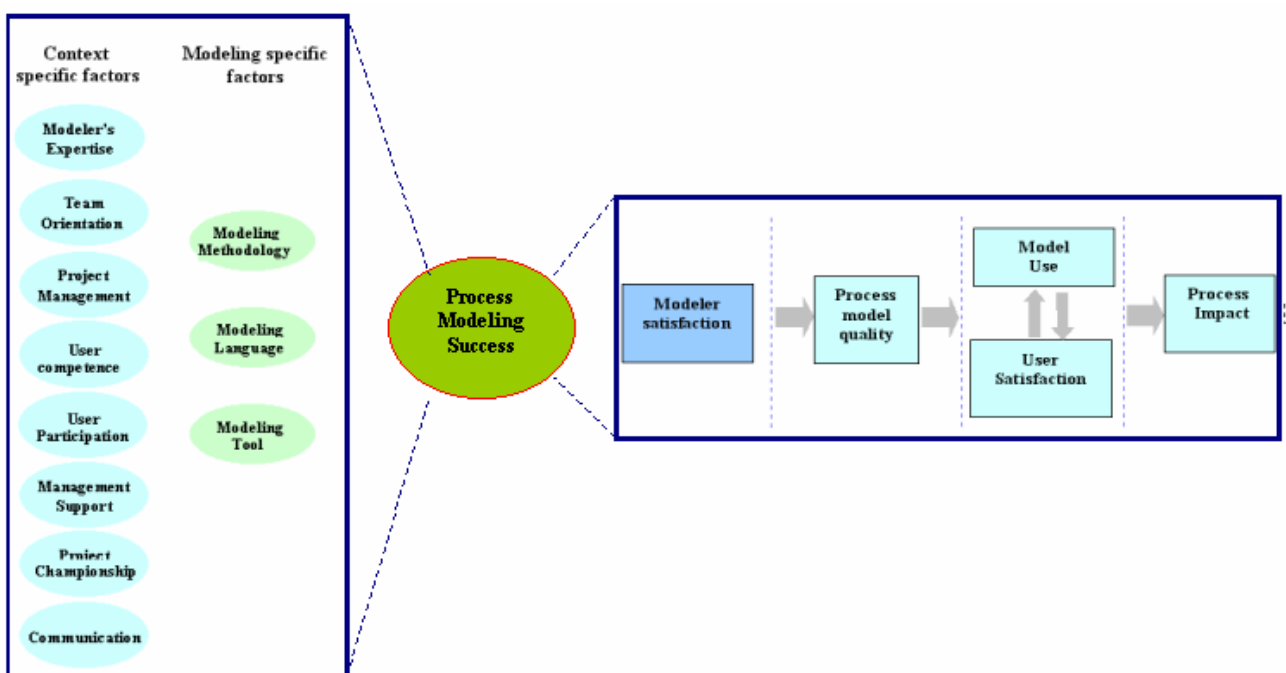 Context
specific factors
Modeling specific
factors
Modeler's
Expertise
Team
Orientation
Project
Management
User
competence
User
Participation
Management
Support
Project
Championship
Communication
Modeling
Methodology
Modeling
Language
Modeling
Tool
Process
Modeling
Success
Modeler
satisfaction
Process
model
quality
Model
Use
User
Satisfaction
Process
Impact